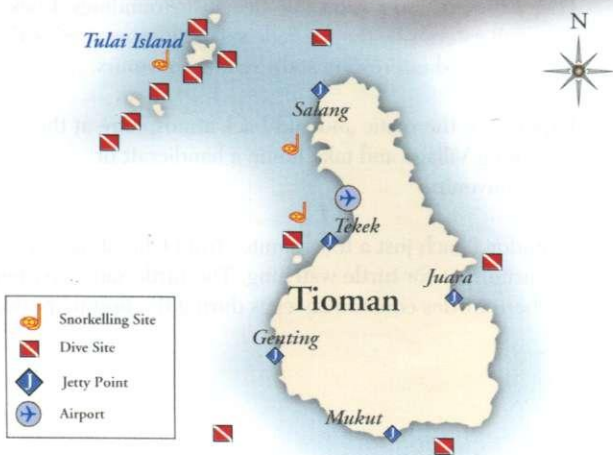 Tulai Island
N
Salang
Tekek
Juara
Tioman
Genting
Mukut
Snorkelling Site
Dive Site
J Jetty Point
Airport